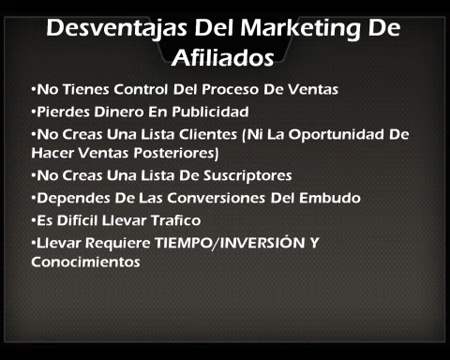 Desventajas Del Marketing De
Afiliados
•No Tienes Control Del Proceso De Ventas
•Pierdes Dinero En Publicidad
•No Creas Una Lista Clientes (Ni La Oportunidad De
Hacer Ventas Posteriores)
•No Creas Una Lista De Suscriptores
•Dependes De Las Conversiones Del Embudo
•Es Difícil Llevar Trafico
•Llevar Requiere TIEMPO/INVERSIÓN Y
Conocimientos